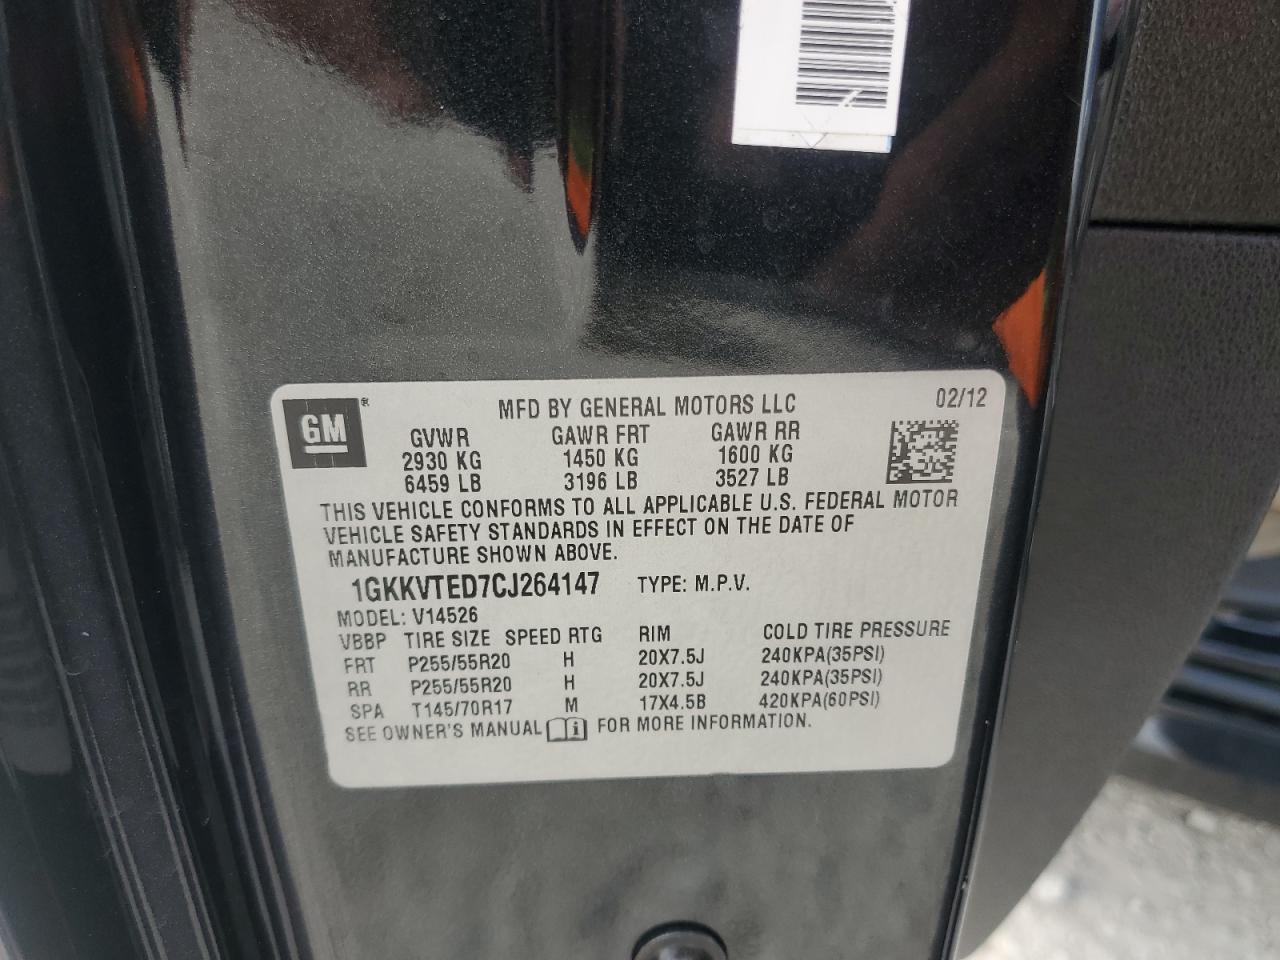 GM®
MFD BY GENERAL MOTORS LLC 02/12
GVWR GAWR FRT GAWR RR
2930 KG 1450 KG 1600 KG
6459 LB 3196 LB 3527 LB
THIS VEHICLE CONFORMS TO ALL APPLICABLE U.S. FEDERAL MOTOR
VEHICLE SAFETY STANDARDS IN EFFECT ON THE DATE OF
MANUFACTURE SHOWN ABOVE.
1GKKVTED7CJ264147 TYPE: M.P.V.
MODEL: V14526
VBBP TIRE SIZE SPEED RTG RIM COLD TIRE PRESSURE
FRT P255/55R20 H 20X7.5J 240KPA(35PSI)
RR P255/55R20 H 20X7.5J 240KPA(35PSI)
SPA T145/70R17 M 17X4.5B 420KPA(60PSI)
SEE OWNER'S MANUAL i FOR MORE INFORMATION.